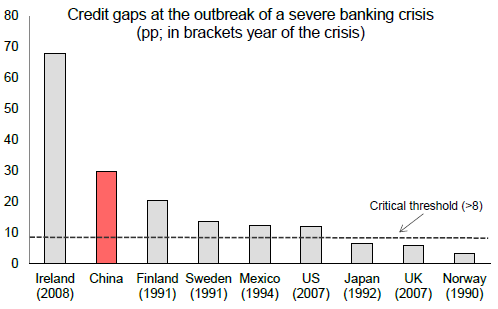 Credit gaps at the outbreak of a severe banking crisis
(pp; in brackets year of the crisis)
80
70
60
50
40
30
20
10
0
Critical threshold (>8)
Ireland China Finland Sweden Mexico US Japan UK Norway
(2008) (1991) (1991) (1994) (2007) (1992) (2007) (1990)